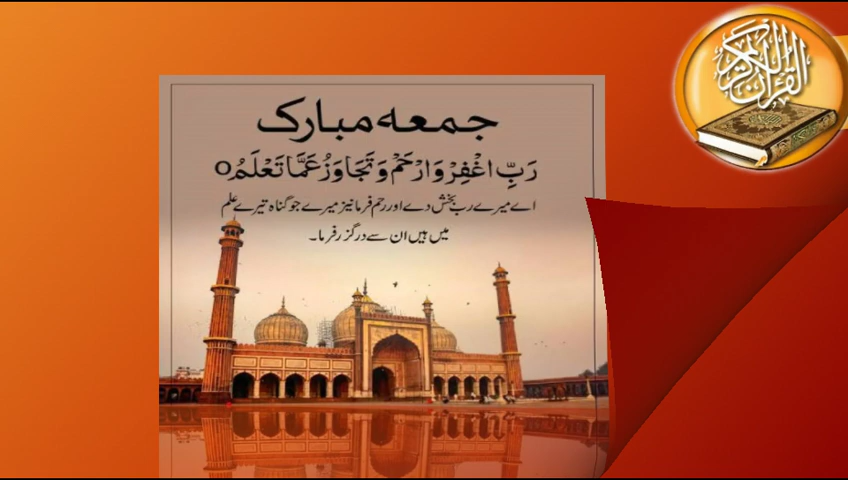 جمعہ مبارک
رَبِّ اغْفِرْ وَارْحَمْ وَتَجَاوَزْ عَمَّا تَعْلَمُ
اے میرے رب بخش دے اور رحم فرما نیز میرے جو گناہ تیرے علم
میں ہیں ان سے درگزر فرما۔
القرآن الكريم